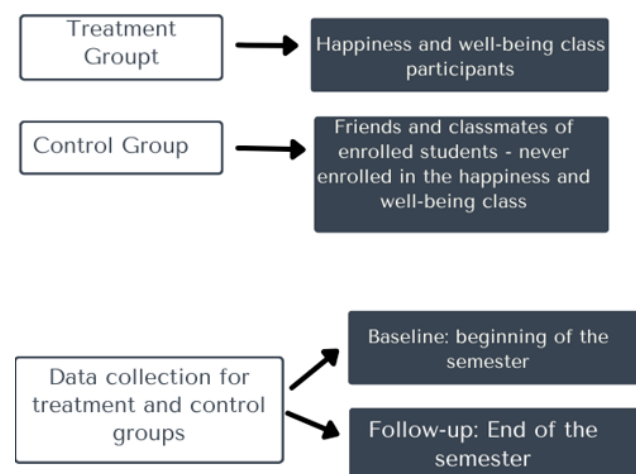 Treatment
Groupt
Happiness and well-being class
participants
Control Group
Friends and classmates of
enrolled students - never
enrolled in the happiness and
well-being class
Data collection for
treatment and control
groups
Baseline: beginning of the
semester
Follow-up: End of the
semester